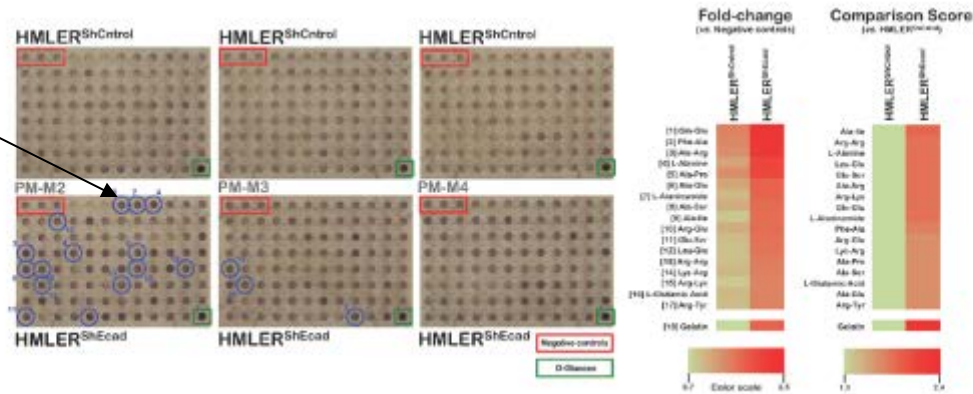 HMLER^ShCntrol HMLER^ShCntrol HMLER^ShCntrol
PM-M2 PM-M3 PM-M4
HMLER^ShEcad HMLER^ShEcad HMLER^ShEcad
Negative controls
D-Glucose
Fold-change
(vs. Negative controls)
HMLER^ShCntrol
HMLER^ShEcad
[2] Phe-Ala
[3] Ala-Arg
[4] L-Alanine
[5] Ala-Pro
[6] Ala-Glu
[7] L-Alaninamide
[8] Ala-Ser
[9] Ala-Ile
[10] Arg-Glu
[11] Glu-Ser
[12] Leu-Glu
[13] Arg-Arg
[14] Lys-Arg
[15] Arg-Lys
[16] L-Glutamic Acid
[17] Arg-Tyr
[18] Gelatin
Color scale
Comparison Score
HMLER^ShCntrol
HMLER^ShEcad
Ala-Ile
Arg-Arg
L-Alanine
Leu-Glu
Glu-Ser
Ala-Arg
Arg-Lys
L-Alaninamide
Phe-Ala
Arg-Glu
Lys-Arg
Ala-Pro
Ala-Ser
L-Glutamic Acid
Ala-Glu
Arg-Tyr
Gelatin